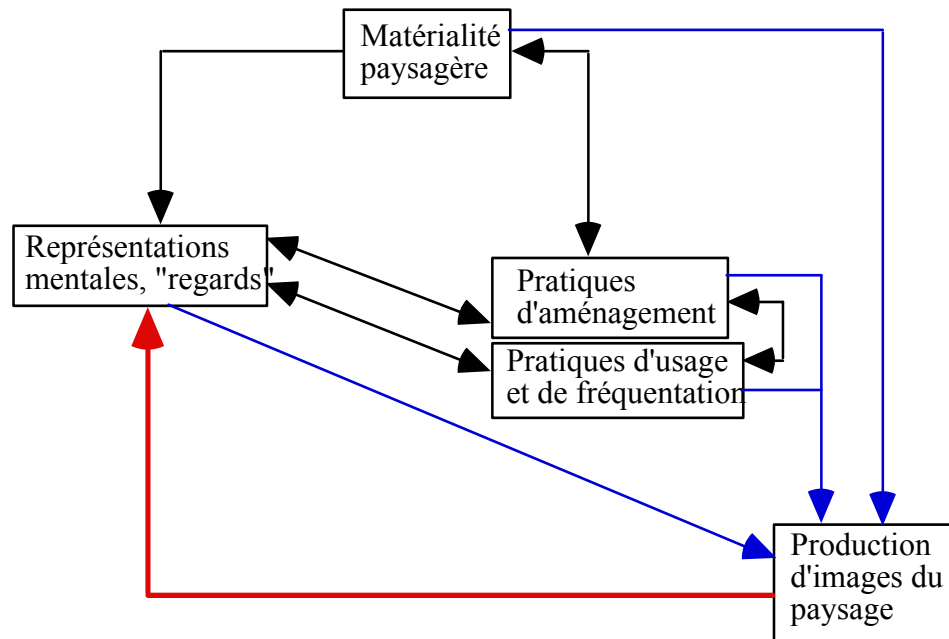 Matérialité
paysagère
Représentations
mentales, "regards"
Pratiques
d'aménagement
Pratiques d'usage
et de fréquentation
Production
d'images du
paysage